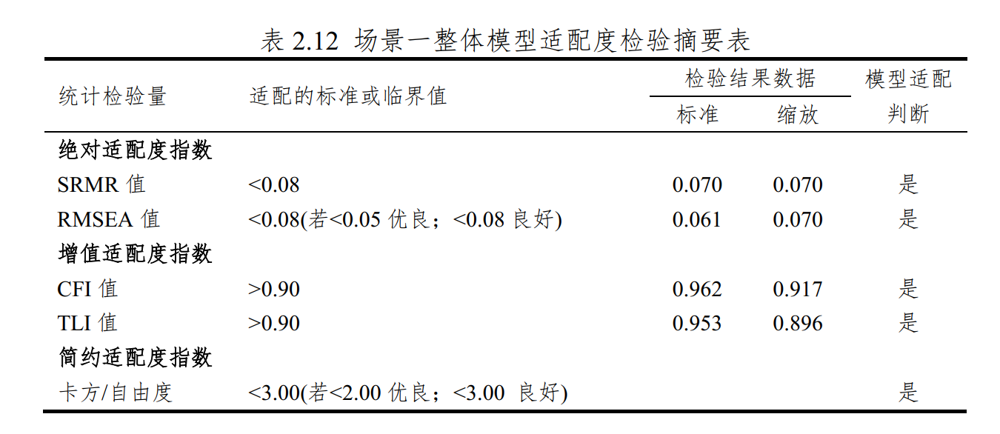 表 2.12 场景一整体模型适配度检验摘要表
统计检验量 适配的标准或临界值 检验结果数据 模型适配
标准 缩放 判断
绝对适配度指数
SRMR 值 <0.08 0.070 0.070 是
RMSEA 值 <0.08(若<0.05 优良；<0.08 良好) 0.061 0.070 是
增值适配度指数
CFI 值 >0.90 0.962 0.917 是
TLI 值 >0.90 0.953 0.896 是
简约适配度指数
卡方/自由度 <3.00(若<2.00 优良；<3.00 良好) 是